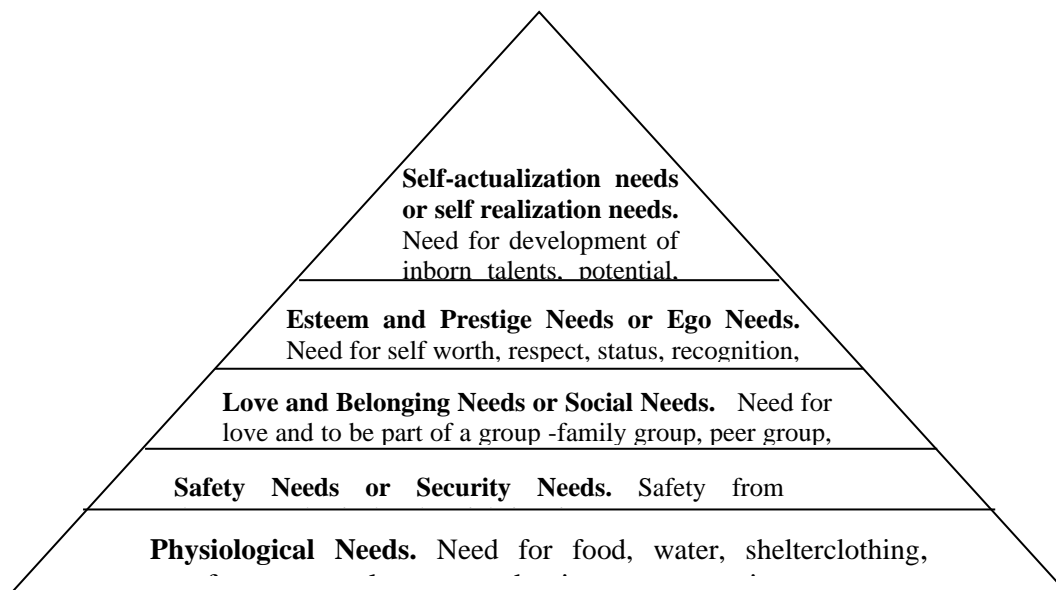 Self-actualization needs
or self realization needs.
Need for development of
inborn talents, potential,
Esteem and Prestige Needs or Ego Needs.
Need for self worth, respect, status, recognition,
Love and Belonging Needs or Social Needs. Need for
love and to be part of a group -family group, peer group,
Safety Needs or Security Needs. Safety from
Physiological Needs. Need for food, water, shelterclothing,